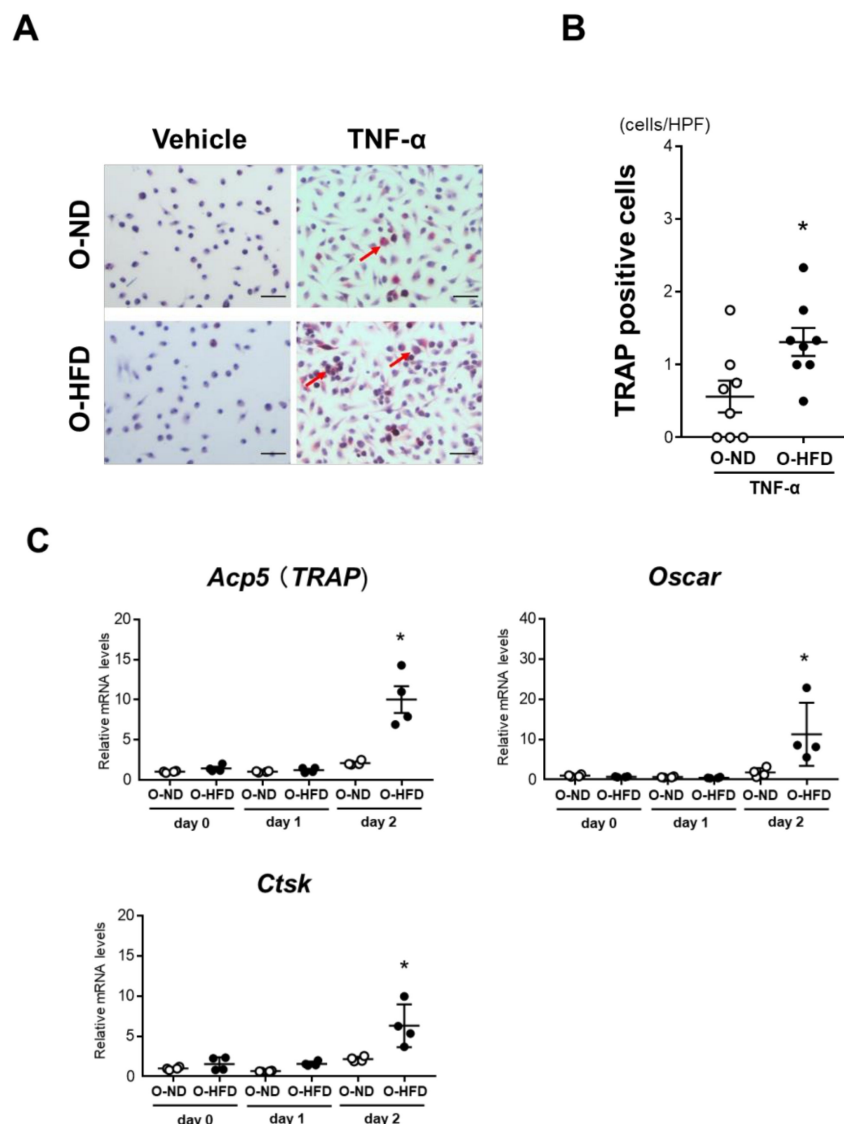 A
B
Vehicle
TNF-α
O-ND
O-HFD
(cells/HPF)
TRAP positive cells
4
3
2
1
0
*
O-ND
O-HFD
TNF-α
C
Acp5 (TRAP)
Relative mRNA levels
20
15
10
5
0
*
O-ND
O-HFD
O-ND
O-HFD
O-ND
O-HFD
day 0
day 1
day 2
Oscar
Relative mRNA levels
40
30
20
10
0
*
O-ND
O-HFD
O-ND
O-HFD
O-ND
O-HFD
day 0
day 1
day 2
Ctsk
Relative mRNA levels
20
15
10
5
0
*
O-ND
O-HFD
O-ND
O-HFD
O-ND
O-HFD
day 0
day 1
day 2